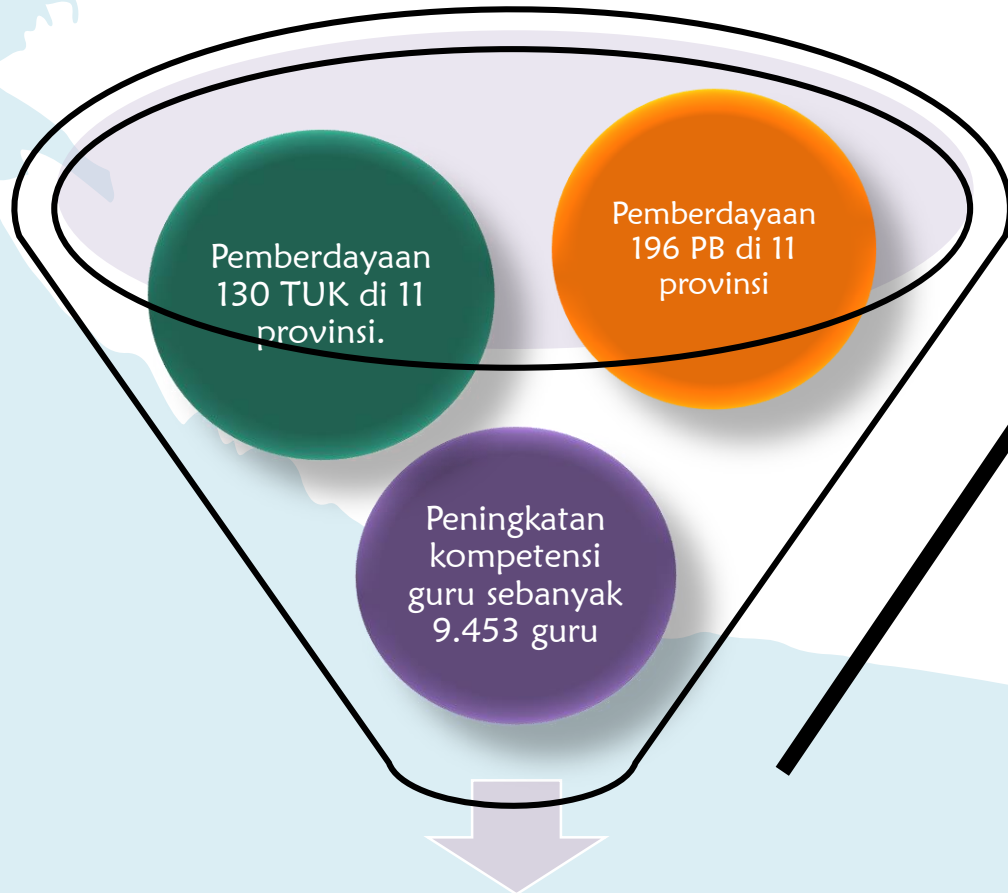 Pemberdayaan
130 TUK di 11
provinsi.
Pemberdayaan
196 PB di 11
provinsi
Peningkatan
kompetensi
guru sebanyak
9.453 guru